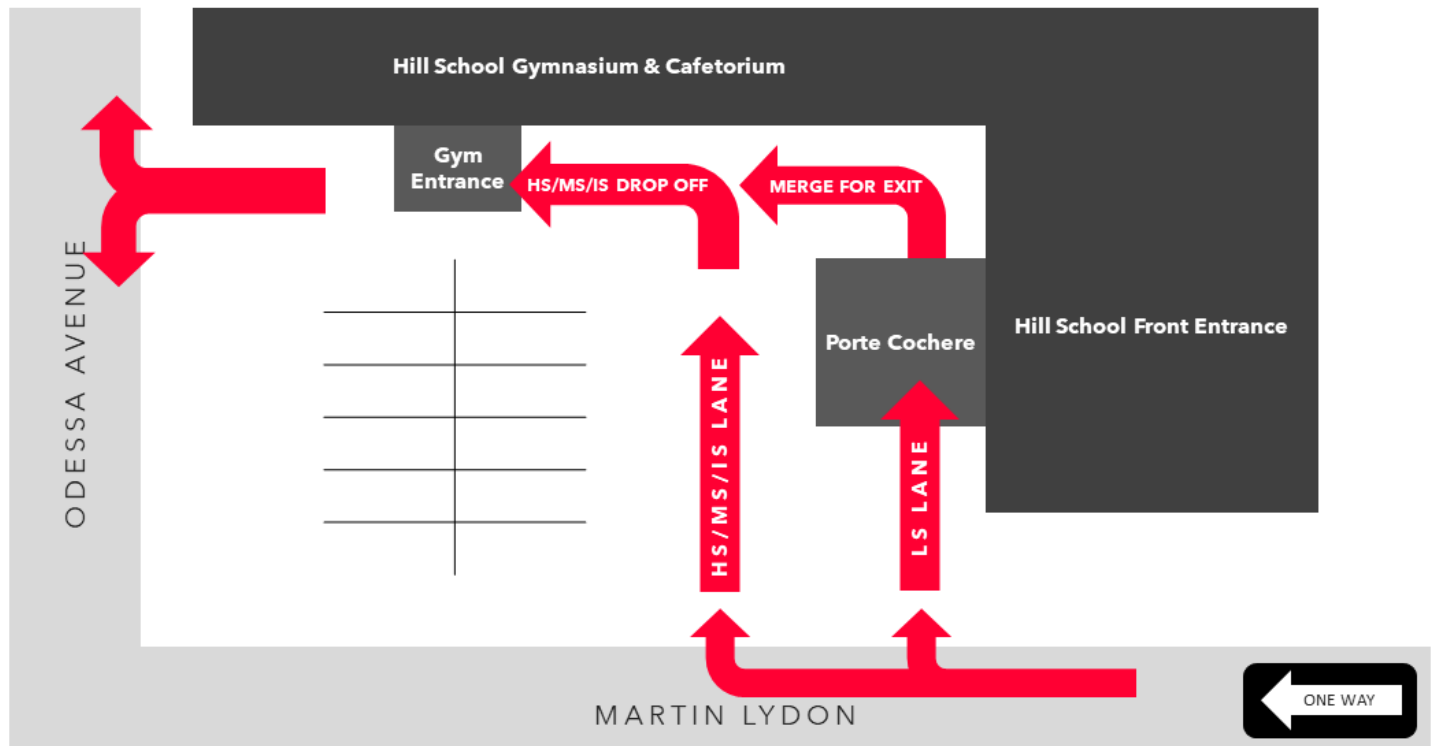 Hill School Gymnasium & Cafetorium
Gym
Entrance
HS/MS/IS DROP OFF
MERGE FOR EXIT
ODESSA AVENUE
Porte Cochere
Hill School Front Entrance
HS/MS/IS LANE
LS LANE
MARTIN LYDON
ONE WAY